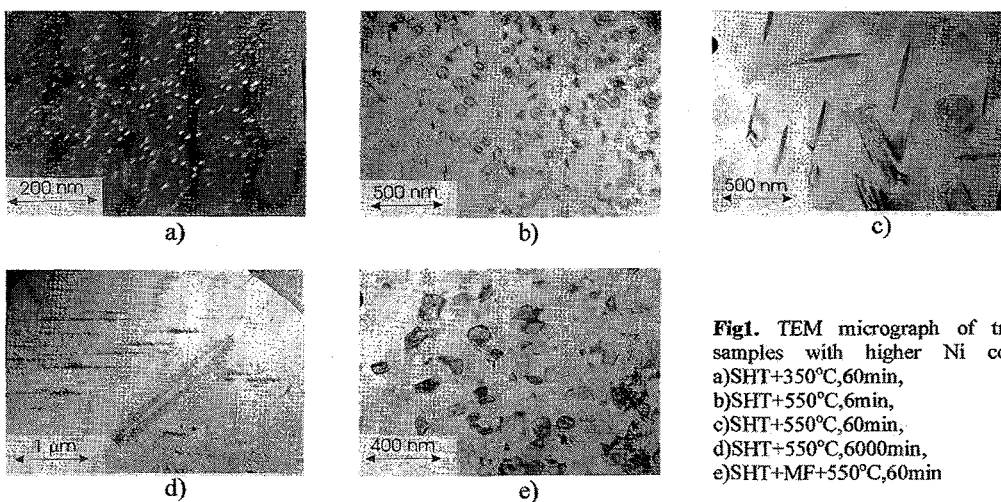 200 nm
a)
500 nm
b)
500 nm
c)
1 μm
d)
400 nm
e)
Fig1. TEM micrograph of
samples with higher Ni
a)SHT+350°C,60min,
b)SHT+550°C,6min,
c)SHT+550°C,60min,
d)SHT+550°C,6000min,
e)SHT+MF+550°C,60min